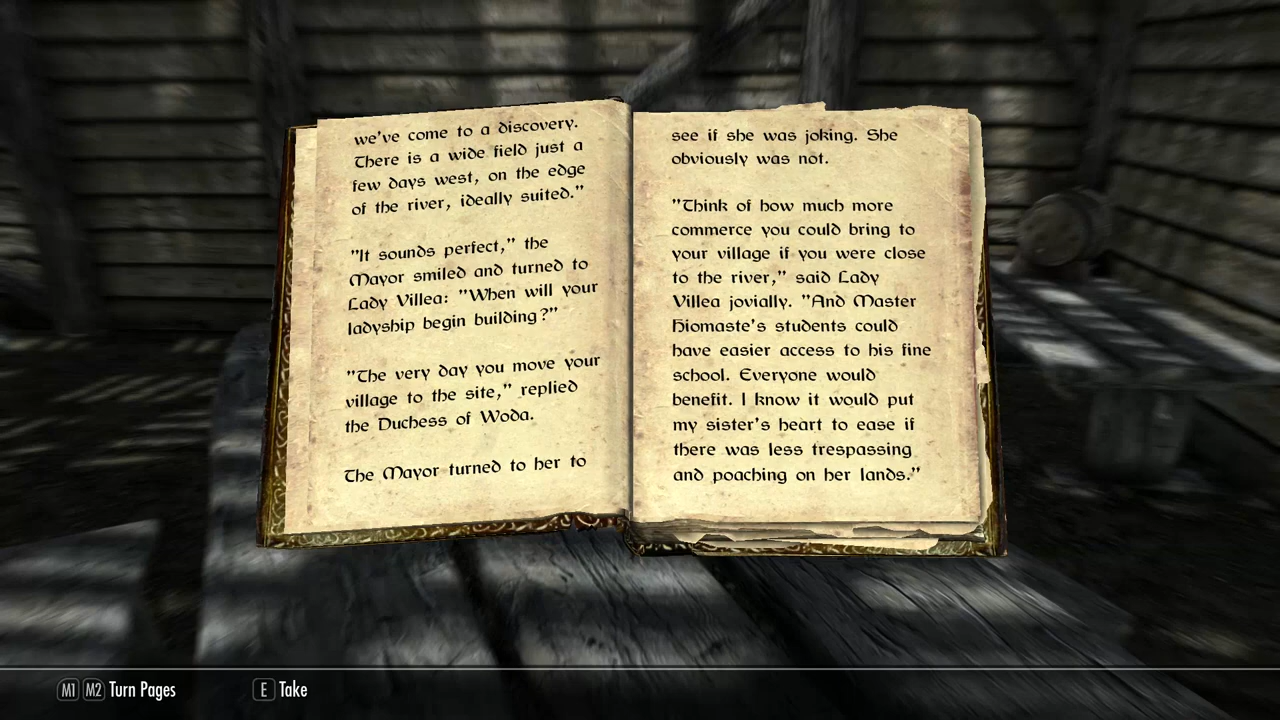 we've come to a discovery.
There is a wide field just a
few days west, on the edge
of the river, ideally suited."
"It sounds perfect," the
Mayor smiled and turned to
Lady Villea: "When will your
ladyship begin building?"
"The very day you move your
village to the site," replied
the Duchess of Woda.
The Mayor turned to her to
see if she was joking. She
obviously was not.
"Think of how much more
commerce you could bring to
your village if you were close
to the river," said Lady
Villea jovially. "And Master
Hiomaste's students could
have easier access to his fine
school. Everyone would
benefit. I know it would put
my sister's heart to ease if
there was less trespassing
and poaching on her lands."
M1 M2 Turn Pages
E Take